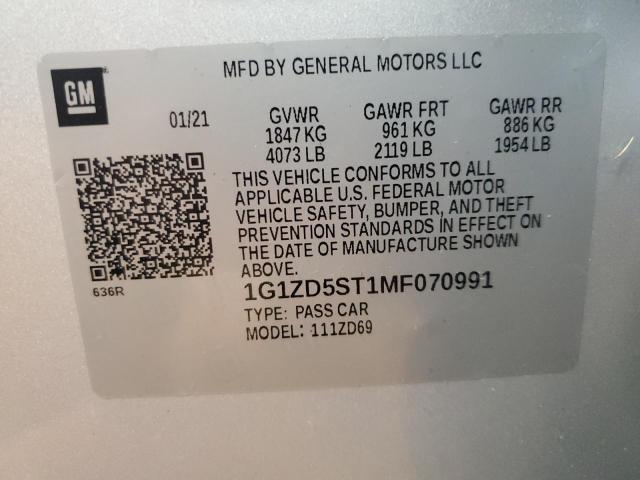 MFD BY GENERAL MOTORS LLC
GM
01/21 GVWR GAWR FRT GAWR RR
1847 KG 961 KG 886 KG
4073 LB 2119 LB 1954 LB
THIS VEHICLE CONFORMS TO ALL
APPLICABLE U.S. FEDERAL MOTOR
VEHICLE SAFETY, BUMPER, AND THEFT
PREVENTION STANDARDS IN EFFECT ON
THE DATE OF MANUFACTURE SHOWN
ABOVE.
636R
1G1ZD5ST1MF070991
TYPE: PASS CAR
MODEL: 111ZD69